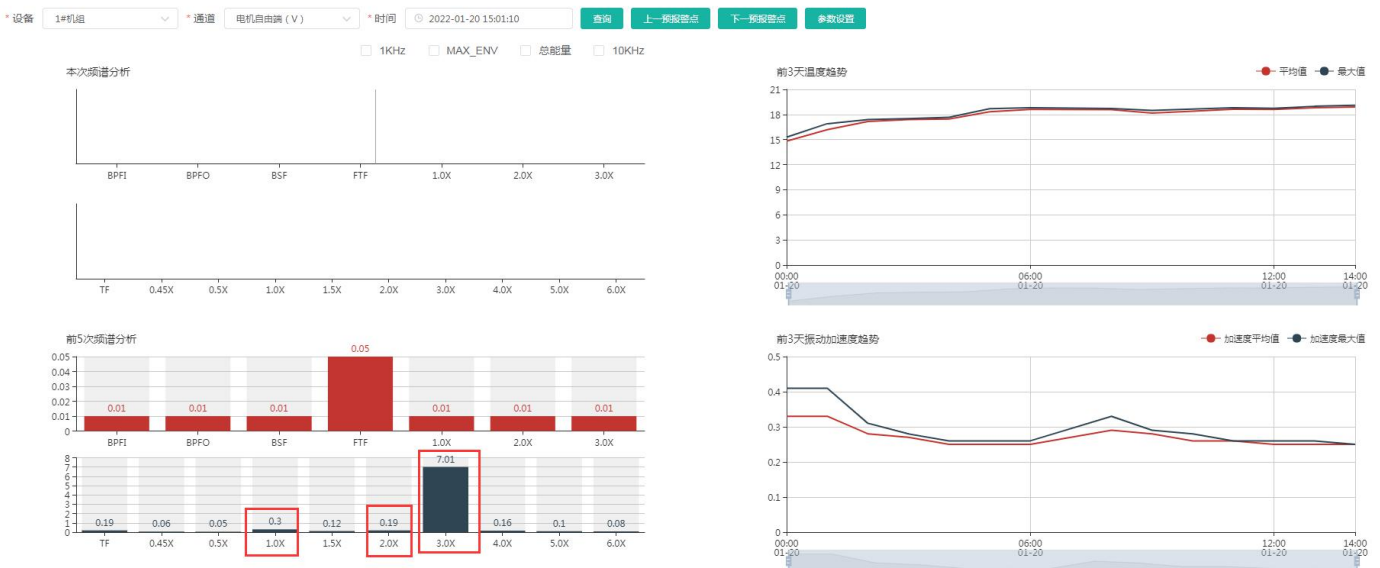 * 设备 1#机组 * 通道 电机自由端（V） * 时间 2022-01-20 15:01:10 查询 上一预报警点 下一预报警点 参数设置
1KHz MAX_ENV 总能量 10KHz
本次频谱分析
BPFI BPFO BSF FTF 1.0X 2.0X 3.0X
TF 0.45X 0.5X 1.0X 1.5X 2.0X 3.0X 4.0X 5.0X 6.0X
前3天温度趋势 平均值 最大值
21
18
15
12
9
6
3
0
00:00 06:00 12:00 14:00
01-20 01-20 01-20 01-20
前5次频谱分析
0.05
0.05
0.04
0.03
0.02
0.01
0
0.01 0.01 0.01 0.01 0.01 0.01
BPFI BPFO BSF FTF 1.0X 2.0X 3.0X
8
7
6
5
4
3
2
1
0
7.01
0.19 0.06 0.05 0.3 0.12 0.19 0.16 0.1 0.08
TF 0.45X 0.5X 1.0X 1.5X 2.0X 3.0X 4.0X 5.0X 6.0X
前3天振动加速度趋势 加速度平均值 加速度最大值
0.5
0.4
0.3
0.2
0.1
0
00:00 06:00 12:00 14:00
01-20 01-20 01-20 01-20